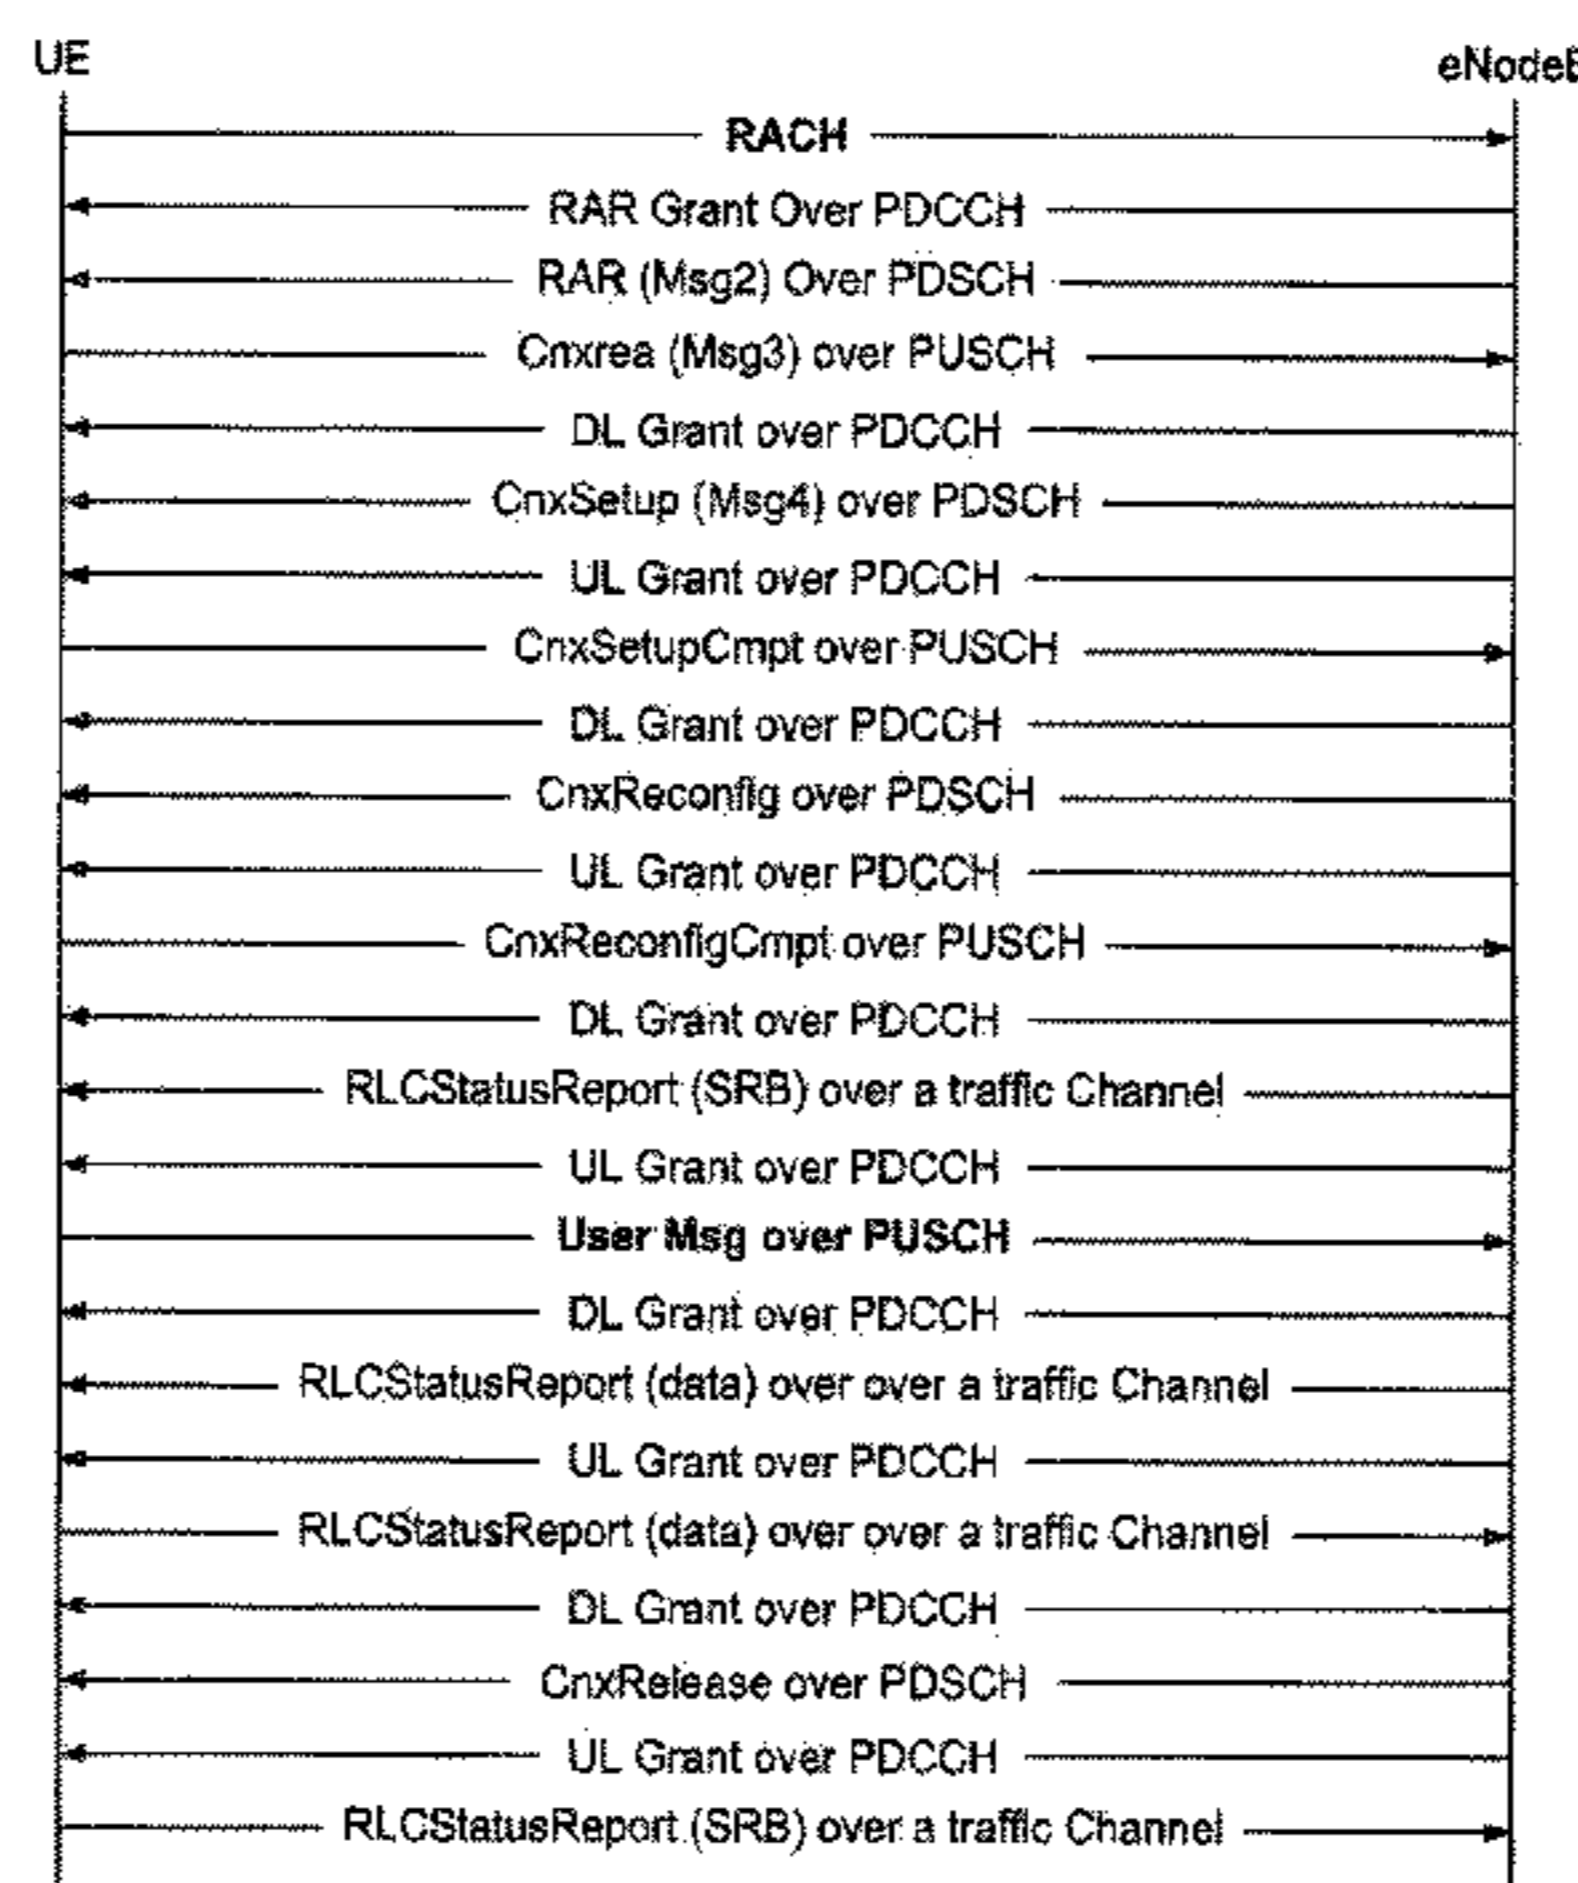 UE
eNodeB
RACH
RAR Grant Over PDCCH
RAR (Msg2) Over PDSCH
Cnxrea (Msg3) over PUSCH
DL Grant over PDCCH
CnxSetup (Msg4) over PDSCH
UL Grant over PDCCH
CnxSetupCmpt over PUSCH
DL Grant over PDCCH
CnxReconfig over PDSCH
UL Grant over PDCCH
CnxReconfigCmpt over PUSCH
DL Grant over PDCCH
RLCStatusReport (SRB) over a traffic Channel
UL Grant over PDCCH
User Msg over PUSCH
DL Grant over PDCCH
RLCStatusReport (data) over over a traffic Channel
UL Grant over PDCCH
RLCStatusReport (data) over over a traffic Channel
DL Grant over PDCCH
CnxRelease over PDSCH
UL Grant over PDCCH
RLCStatusReport (SRB) over a traffic Channel